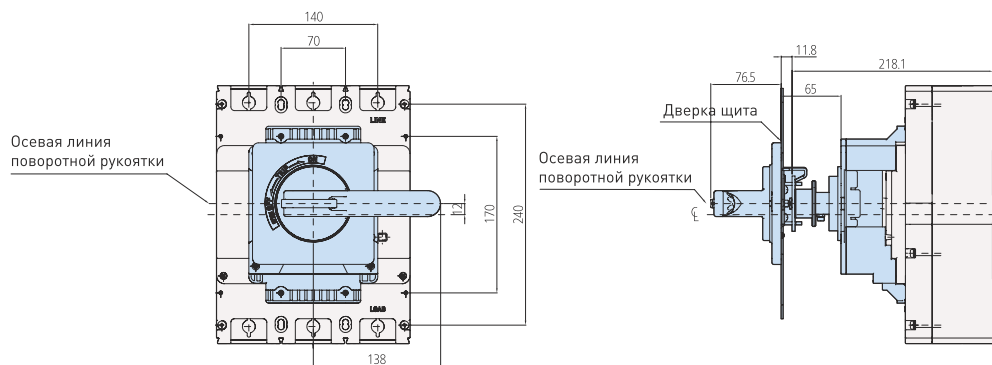 140
70
LINE
Осевая линия
поворотной рукоятки
12
170
240
LOAD
138
11.8
218.1
76.5
65
Дверка щита
Осевая линия
поворотной рукоятки
℄